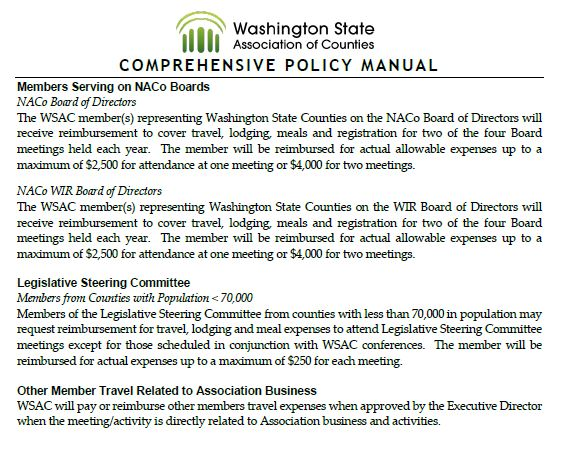 Washington State
Association of Counties
COMPREHENSIVE POLICY MANUAL
Members Serving on NACo Boards
NACo Board of Directors
The WSAC member(s) representing Washington State Counties on the NACo Board of Directors will
receive reimbursement to cover travel, lodging, meals and registration for two of the four Board
meetings held each year. The member will be reimbursed for actual allowable expenses up to a
maximum of $2,500 for attendance at one meeting or $4,000 for two meetings.
NACo WIR Board of Directors
The WSAC member(s) representing Washington State Counties on the WIR Board of Directors will
receive reimbursement to cover travel, lodging, meals and registration for two of the four Board
meetings held each year. The member will be reimbursed for actual allowable expenses up to a
maximum of $2,500 for attendance at one meeting or $4,000 for two meetings.
Legislative Steering Committee
Members from Counties with Population < 70,000
Members of the Legislative Steering Committee from counties with less than 70,000 in population may
request reimbursement for travel, lodging and meal expenses to attend Legislative Steering Committee
meetings except for those scheduled in conjunction with WSAC conferences. The member will be
reimbursed for actual expenses up to a maximum of $250 for each meeting.
Other Member Travel Related to Association Business
WSAC will pay or reimburse other members travel expenses when approved by the Executive Director
when the meeting/activity is directly related to Association business and activities.